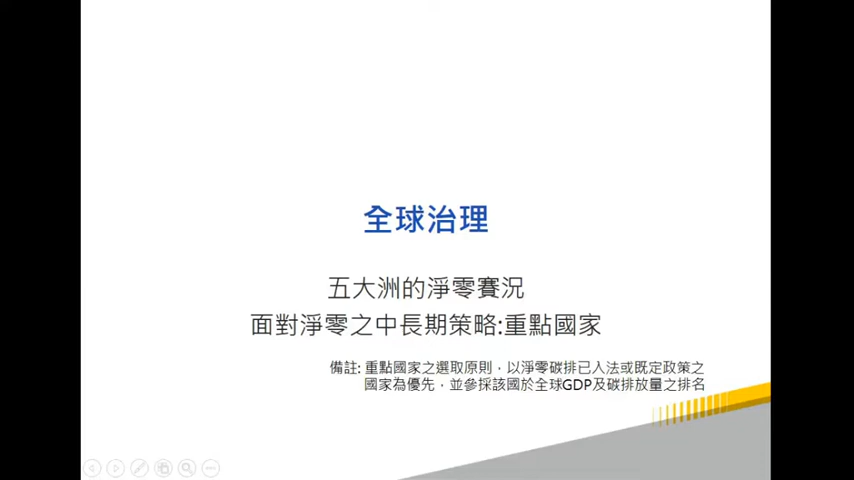 全球治理
五大洲的淨零賽況
面對淨零之中長期策略:重點國家
備註: 重點國家之選取原則，以淨零碳排已入法或既定政策之
國家為優先，並參採該國於全球GDP及碳排放量之排名